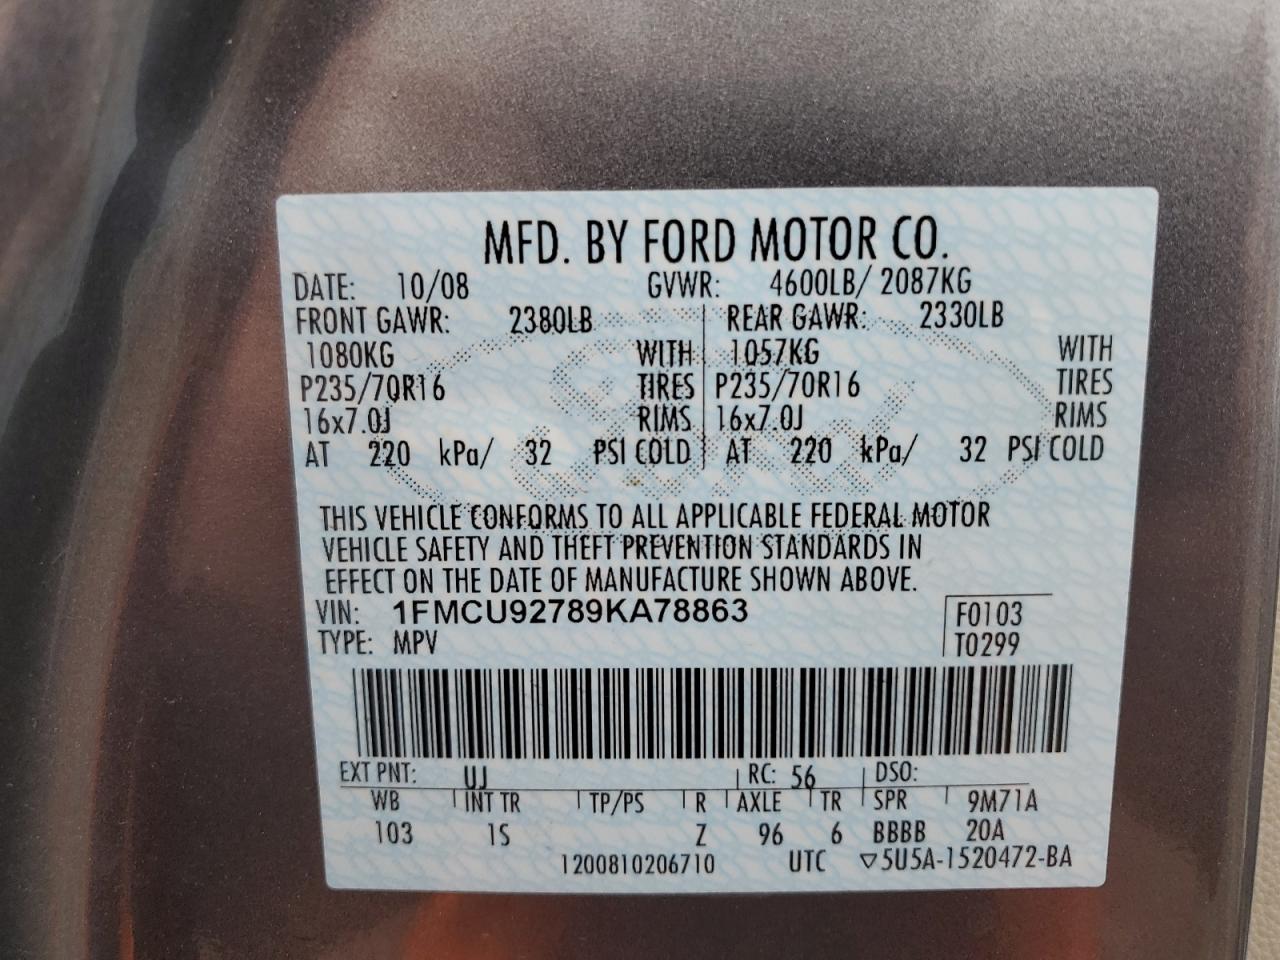 MFD. BY FORD MOTOR CO.
DATE: 10/08 GVWR: 4600LB/ 2087KG
FRONT GAWR: 2380LB REAR GAWR: 2330LB
1080KG WITH 1057KG WITH
P235/70R16 TIRES P235/70R16 TIRES
16x7.0J RIMS 16x7.0J RIMS
AT 220 kPa/ 32 PSI COLD AT 220 kPa/ 32 PSI COLD
THIS VEHICLE CONFORMS TO ALL APPLICABLE FEDERAL MOTOR
VEHICLE SAFETY AND THEFT PREVENTION STANDARDS IN
EFFECT ON THE DATE OF MANUFACTURE SHOWN ABOVE.
VIN: 1FMCU92789KA78863 F0103
TYPE: MPV T0299
EXT PNT: UJ RC: 56 DSO:
WB INT TR TP/PS R AXLE TR SPR 9M71A
103 1S Z 96 6 BBBB 20A
1200810206710 UTC ▽5U5A-1520472-BA